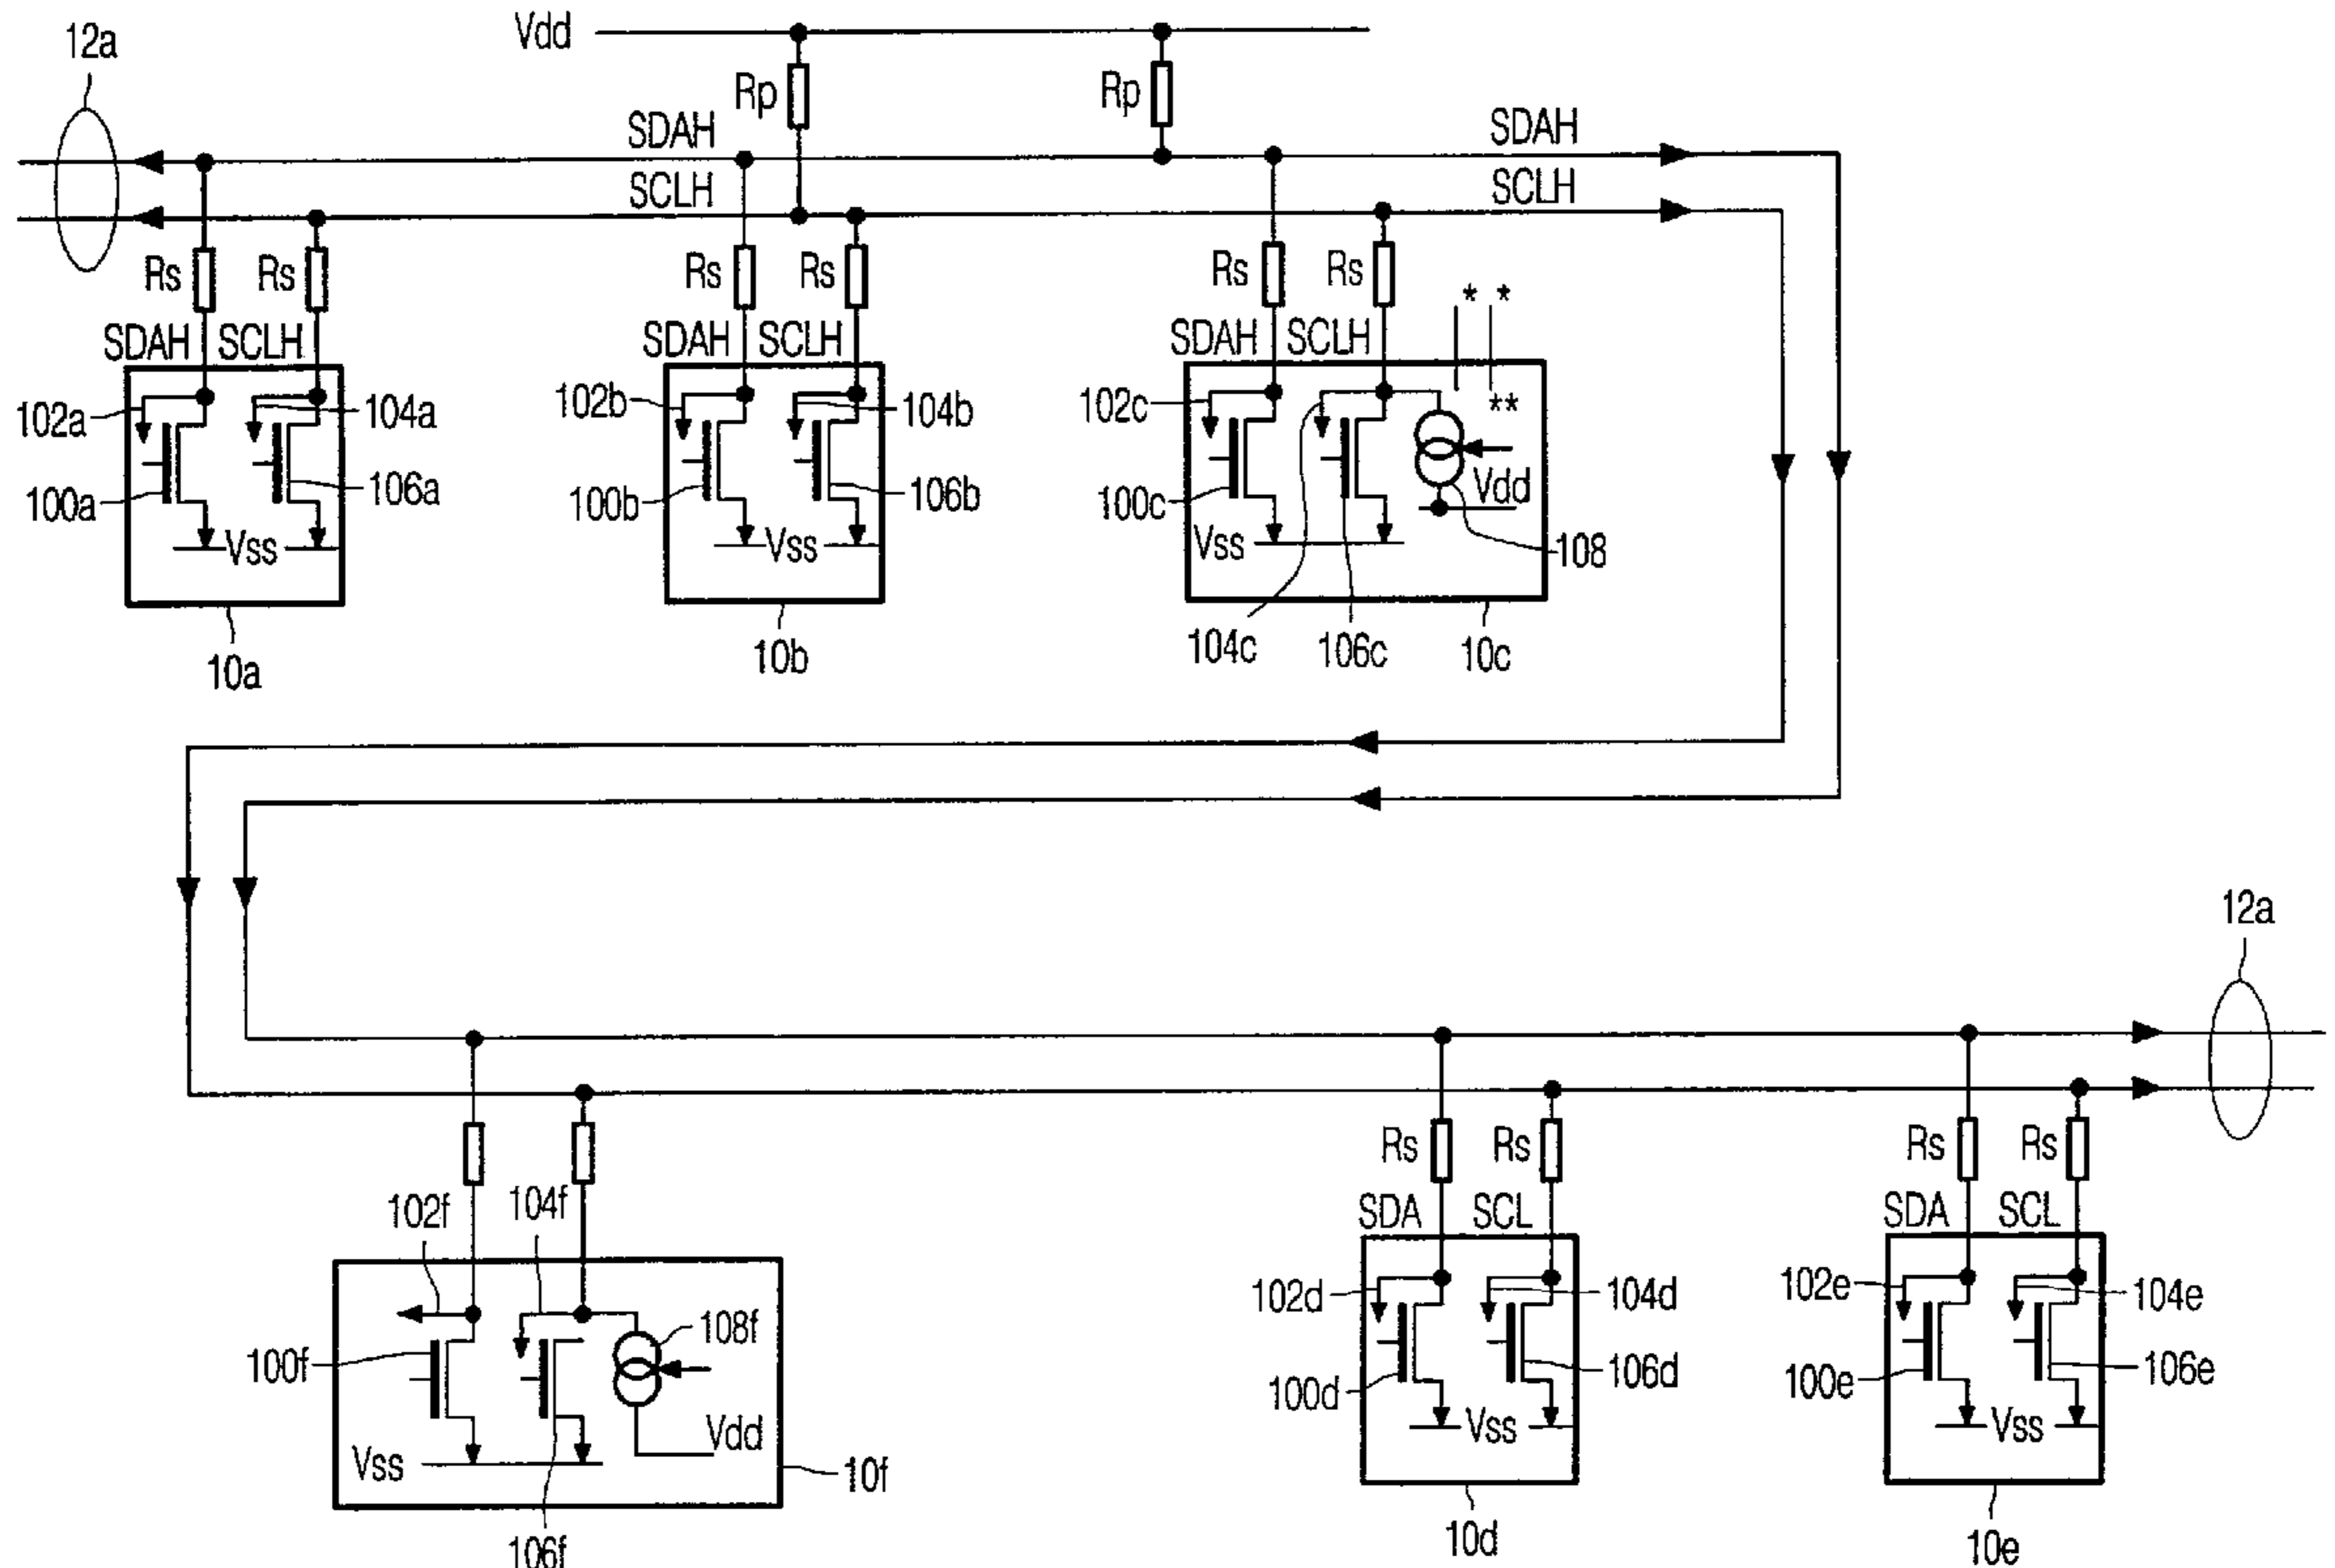 12a
Vdd
Rp Rp
SDAH SDAH
SCLH SCLH
Rs Rs Rs Rs Rs Rs * *
SDAH SCLH SDAH SCLH SDAH SCLH
102a 104a 102b 104b 102c **
100a 106a 100b 106b 100c Vdd
Vss Vss Vss 108
10a 10b 104c 106c 10c
12a
Rs Rs Rs Rs
102f 104f SDA SCL SDA SCL
102d 104d 102e 104e
108f
100f 100d 106d 100e 106e
Vss Vdd Vss Vss
10f
106f 10d 10e